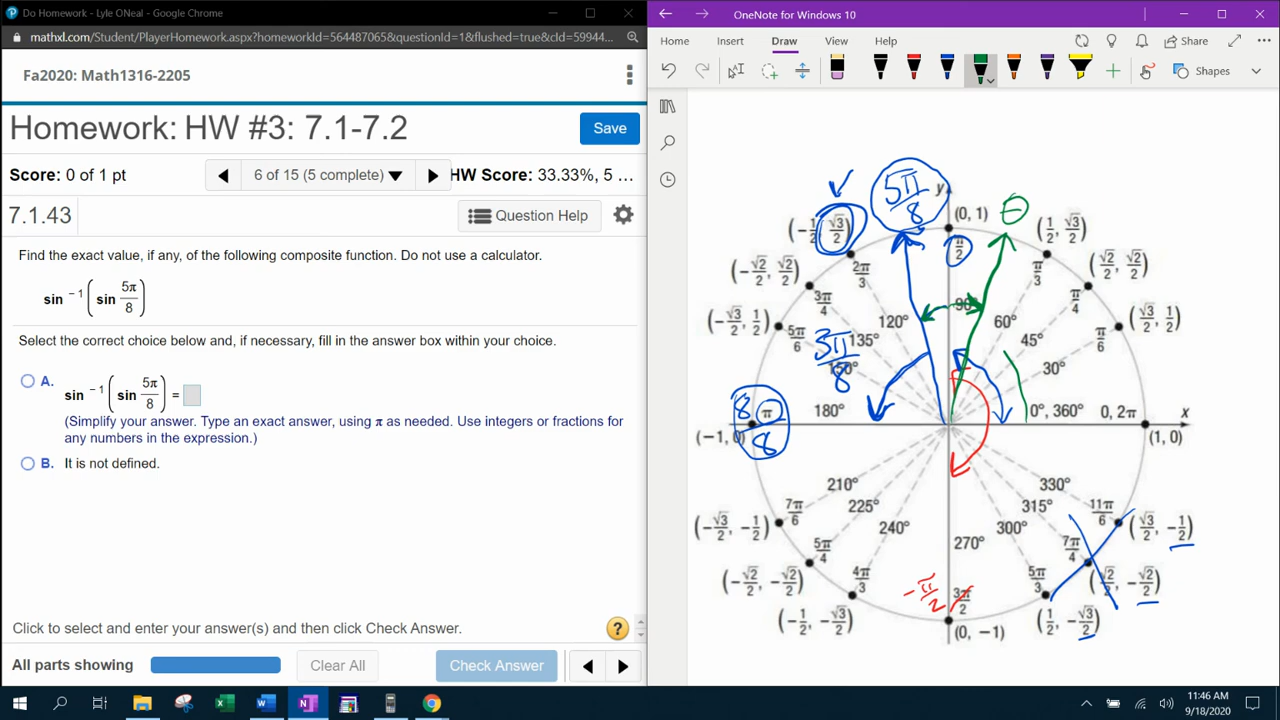 Do Homework - Lyle ONeal - Google Chrome
mathxl.com/Student/PlayerHomework.aspx?homeworkId=564487065&questionId=1&flushed=true&cId=59944...
Fa2020: Math1316-2205
Homework: HW #3: 7.1-7.2
Save
Score: 0 of 1 pt
6 of 15 (5 complete)
HW Score: 33.33%, 5 ...
7.1.43
Question Help
Find the exact value, if any, of the following composite function. Do not use a calculator.
sin⁻¹(sin 5π/8)
Select the correct choice below and, if necessary, fill in the answer box within your choice.
A. sin⁻¹(sin 5π/8) =
(Simplify your answer. Type an exact answer, using π as needed. Use integers or fractions for
any numbers in the expression.)
B. It is not defined.
Click to select and enter your answer(s) and then click Check Answer.
?
All parts showing
Clear All
Check Answer
OneNote for Windows 10
Home Insert Draw View Help
Share
Shapes
5π/8
y
(0, 1)
θ
(-1/2, √3/2)
π/2
(1/2, √3/2)
(-√2/2, √2/2)
2π/3
π/3
(√2/2, √2/2)
3π/4
π/4
(-√3/2, 1/2)
5π/6
120°
90°
60°
π/6
(√3/2, 1/2)
3π/8
135°
45°
150°
30°
8π/8
180°
0°, 360°
0, 2π
x
(-1, 0)
(1, 0)
210°
330°
7π/6
225°
315°
11π/6
(-√3/2, -1/2)
240°
300°
(√3/2, -1/2)
5π/4
270°
7π/4
(-√2/2, -√2/2)
4π/3
-π/2
3π/2
5π/3
(√2/2, -√2/2)
(-1/2, -√3/2)
(0, -1)
(1/2, -√3/2)
W
N
11:46 AM
9/18/2020